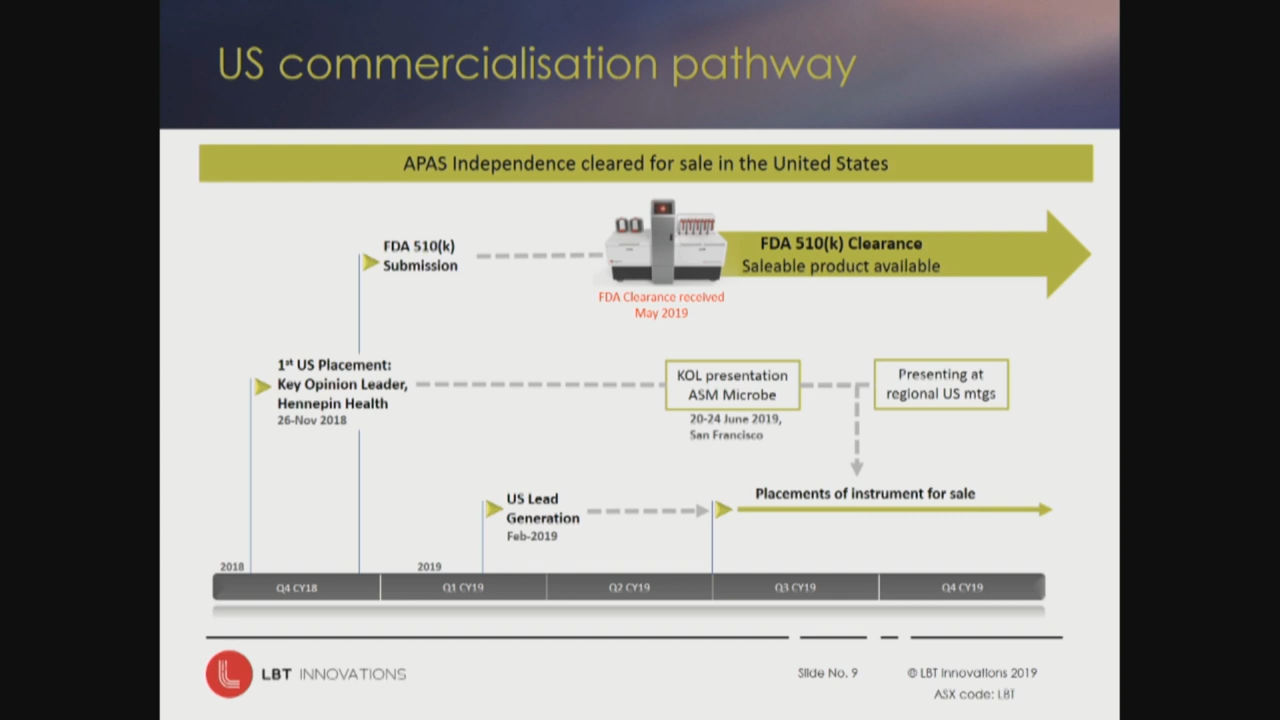 US commercialisation pathway
APAS Independence cleared for sale in the United States
FDA 510(k)
Submission
FDA 510(k) Clearance
Saleable product available
FDA Clearance received
May 2019
1st US Placement:
Key Opinion Leader,
Hennepin Health
26-Nov 2018
KOL presentation
ASM Microbe
20-24 June 2019,
San Francisco
Presenting at
regional US mtgs
US Lead
Generation
Feb-2019
Placements of instrument for sale
2018
2019
Q4 CY18
Q1 CY19
Q2 CY19
Q3 CY19
Q4 CY19
LBT INNOVATIONS
Slide No. 9
© LBT Innovations 2019
ASX code: LBT